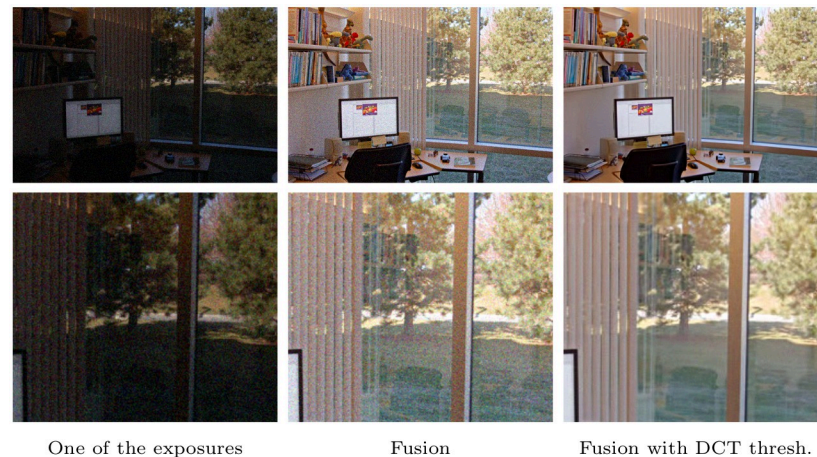 One of the exposures
Fusion
Fusion with DCT thresh.